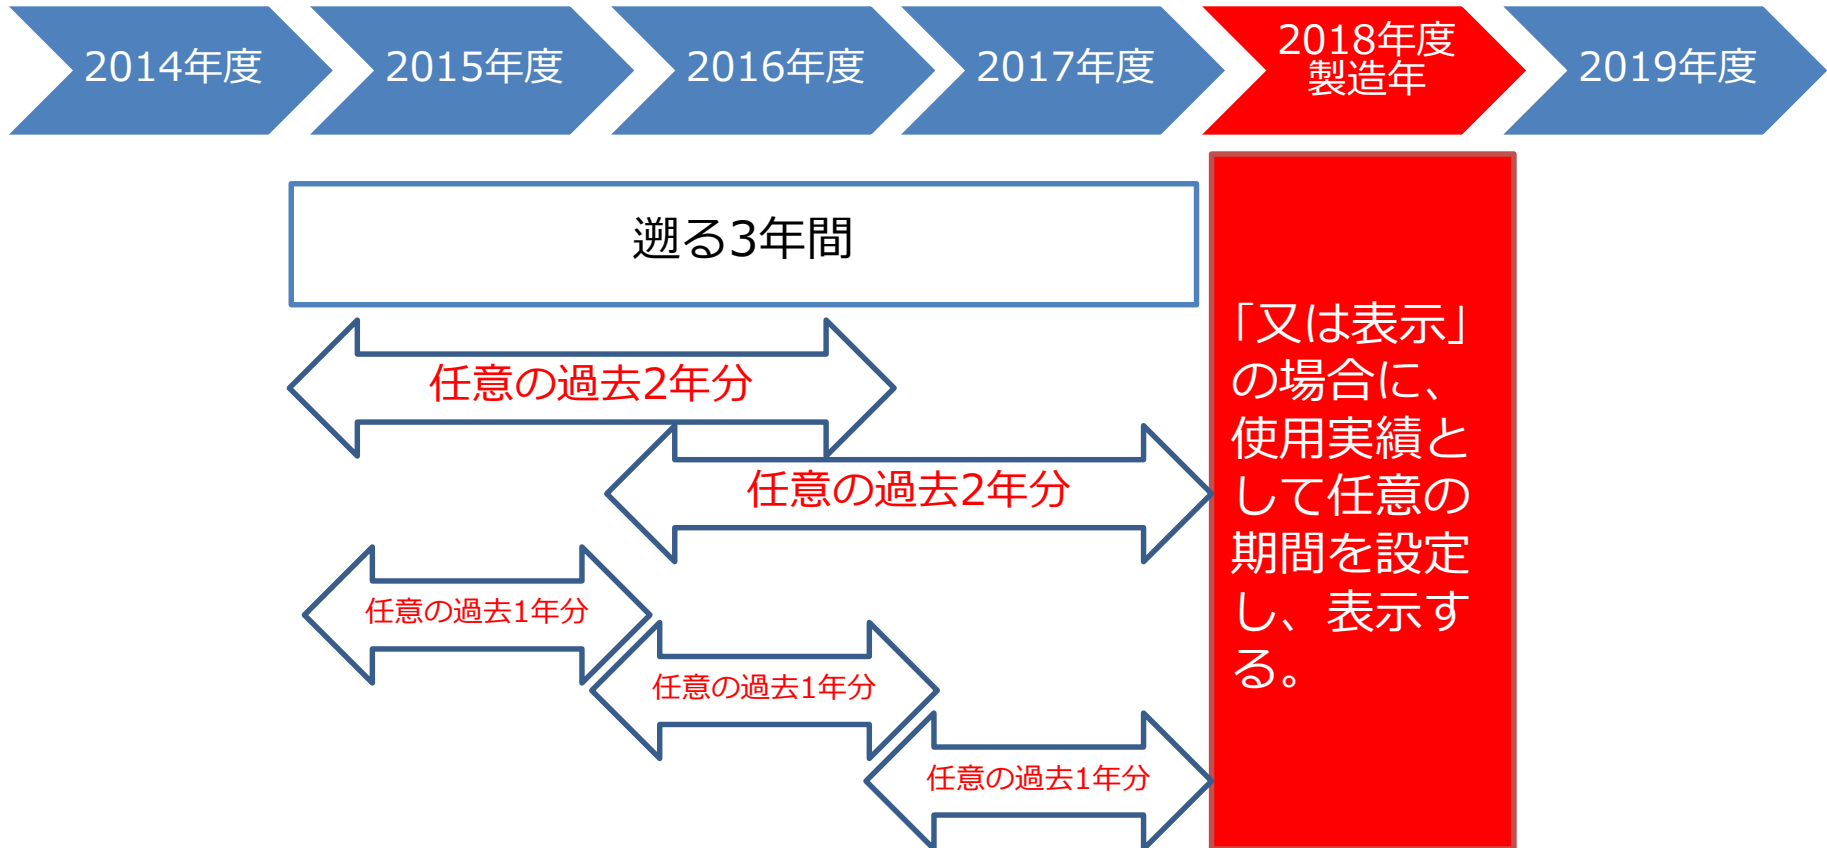 2014年度
2015年度
2016年度
2017年度
2018年度
製造年
2019年度
遡る3年間
任意の過去2年分
任意の過去2年分
任意の過去1年分
任意の過去1年分
任意の過去1年分
「又は表示」
の場合に、
使用実績と
して任意の
期間を設定
し、表示す
る。